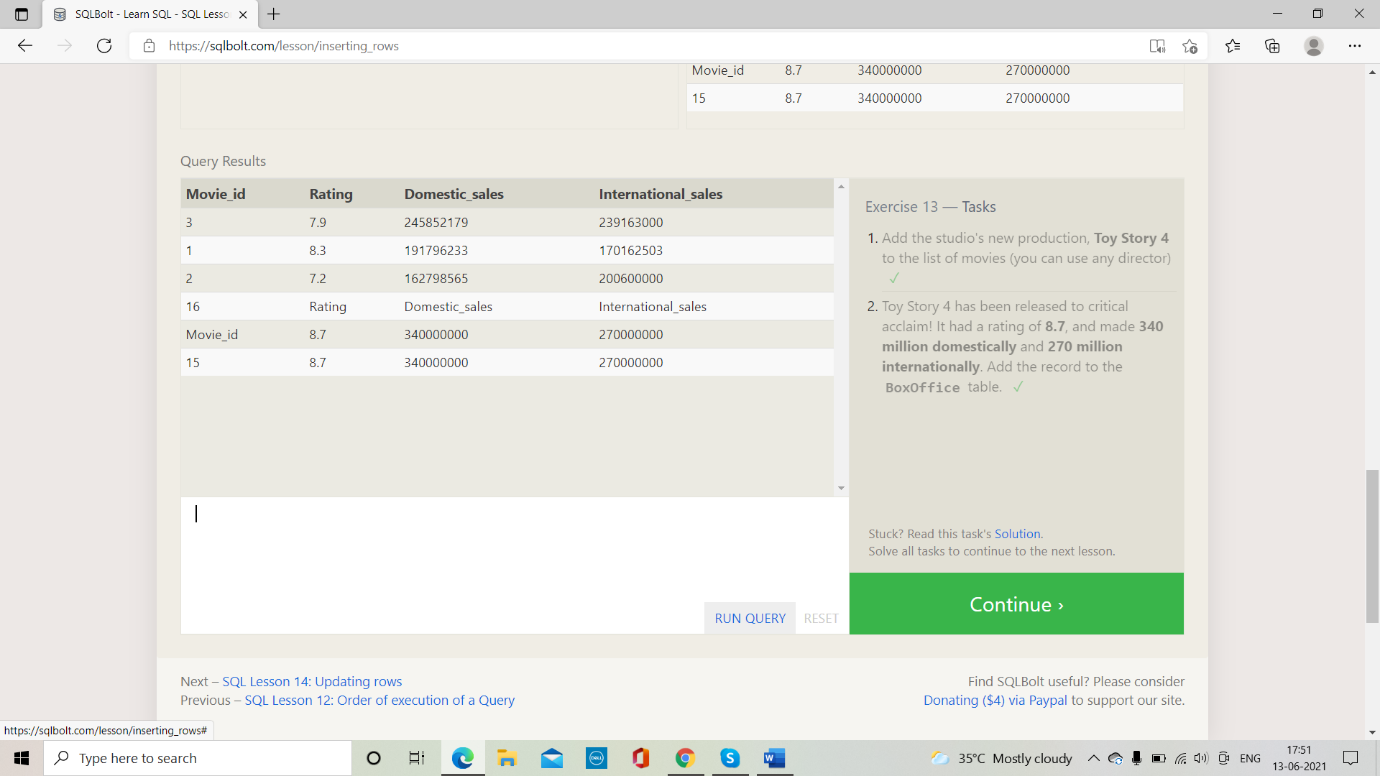 SQLBolt - Learn SQL - SQL Lesso
https://sqlbolt.com/lesson/inserting_rows
Movie_id 8.7 340000000 270000000
15 8.7 340000000 270000000
Query Results
Movie_id Rating Domestic_sales International_sales
3 7.9 245852179 239163000
1 8.3 191796233 170162503
2 7.2 162798565 200600000
16 Rating Domestic_sales International_sales
Movie_id 8.7 340000000 270000000
15 8.7 340000000 270000000
Exercise 13 — Tasks
1. Add the studio's new production, Toy Story 4
to the list of movies (you can use any director)
✓
2. Toy Story 4 has been released to critical
acclaim! It had a rating of 8.7, and made 340
million domestically and 270 million
internationally. Add the record to the
BoxOffice table. ✓
Stuck? Read this task's Solution.
Solve all tasks to continue to the next lesson.
RUN QUERY RESET
Continue ›
Next – SQL Lesson 14: Updating rows
Previous – SQL Lesson 12: Order of execution of a Query
Find SQLBolt useful? Please consider
Donating ($4) via Paypal to support our site.
https://sqlbolt.com/lesson/inserting_rows#
Type here to search
DELL
35°C Mostly cloudy
ENG
17:51
13-06-2021